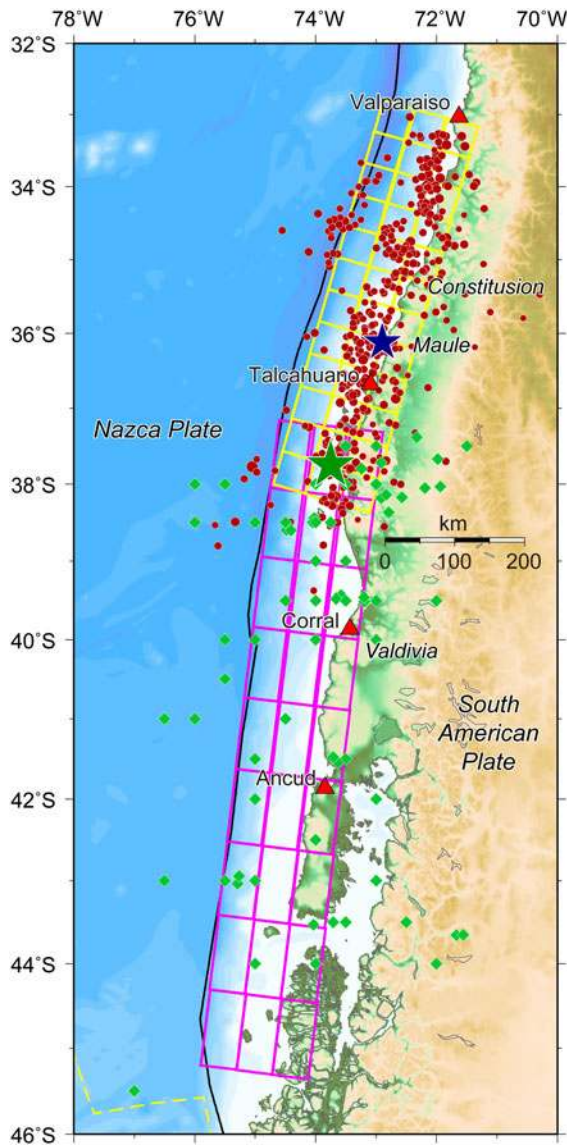 78°W 76°W 74°W 72°W 70°W
32°S
Valparaiso
34°S
Constitusion
36°S
Maule
Talcahuano
Nazca Plate
38°S
km
0 100 200
Corral
40°S
Valdivia
South
American
Plate
Ancud
42°S
44°S
46°S